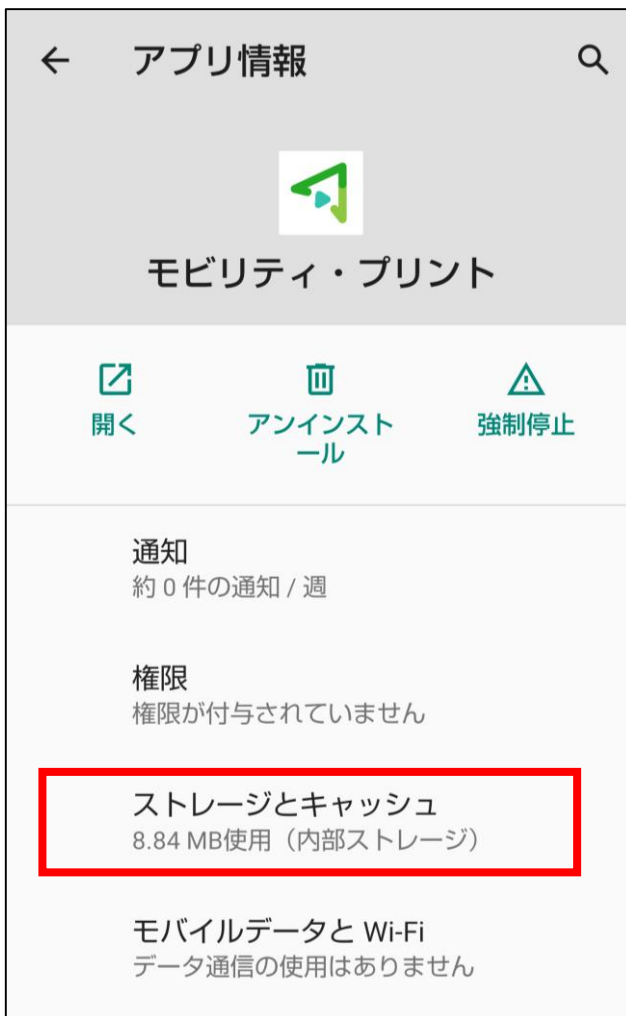 アプリ情報
モビリティ・プリント
開く
アンインスト
ール
強制停止
通知
約 0 件の通知 / 週
権限
権限が付与されていません
ストレージとキャッシュ
8.84 MB使用（内部ストレージ）
モバイルデータと Wi-Fi
データ通信の使用はありません